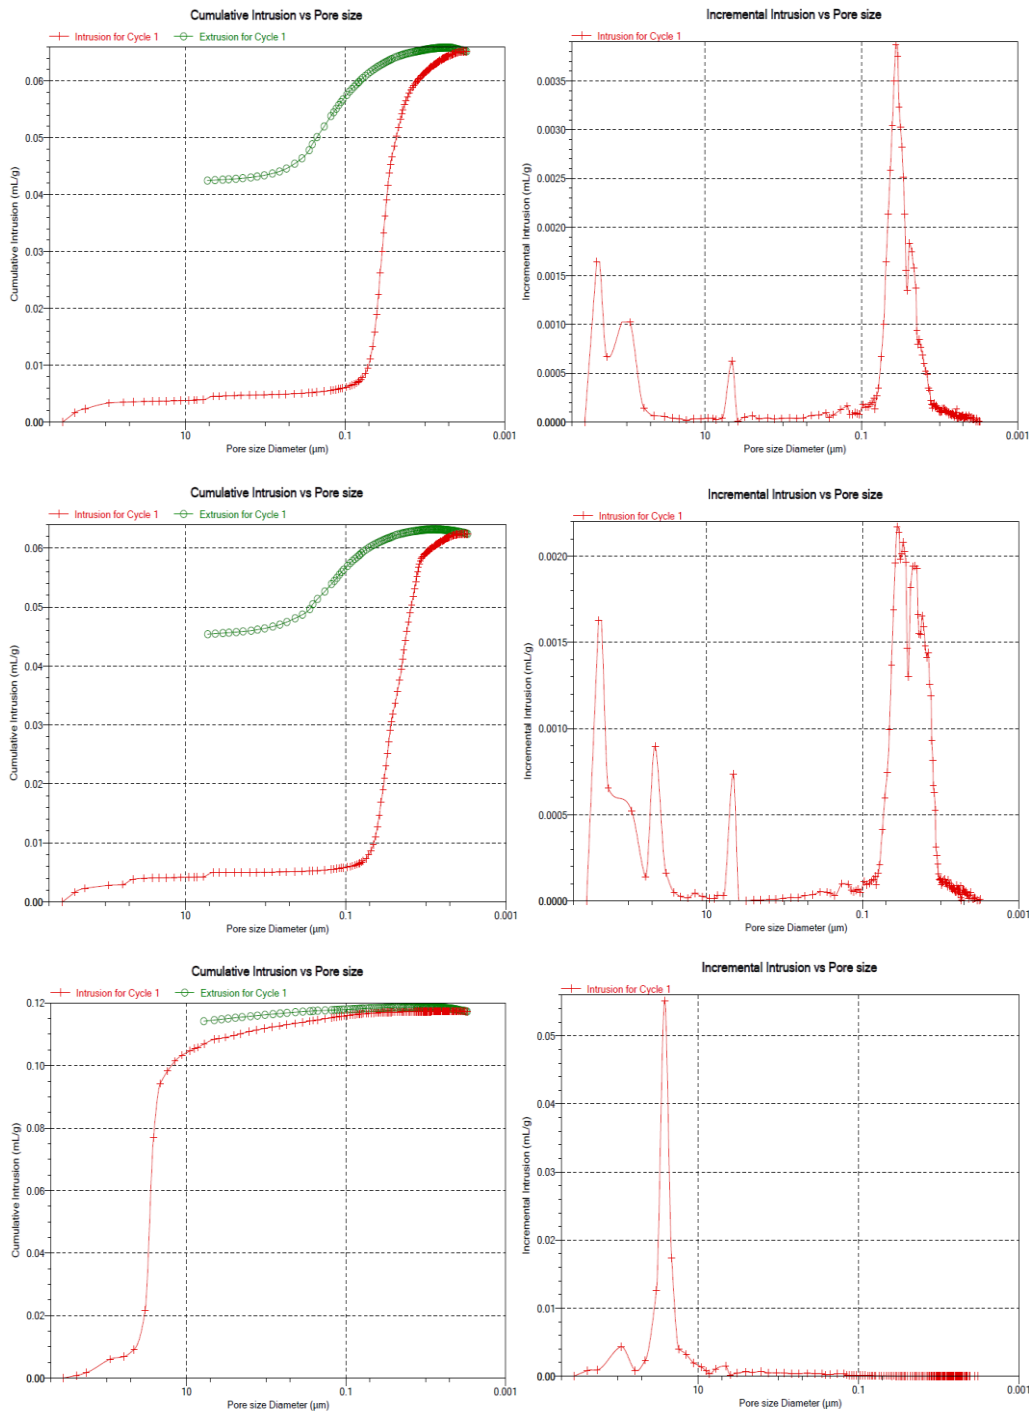 Cumulative Intrusion vs Pore size
Intrusion for Cycle 1 Extrusion for Cycle 1
0.06
0.05
0.04
0.03
0.02
0.01
0.00
Cumulative Intrusion (mL/g)
10 0.1 0.001
Pore size Diameter (µm)
Incremental Intrusion vs Pore size
Intrusion for Cycle 1
0.0035
0.0030
0.0025
0.0020
0.0015
0.0010
0.0005
0.0000
Incremental Intrusion (mL/g)
10 0.1 0.001
Pore size Diameter (µm)
Cumulative Intrusion vs Pore size
Intrusion for Cycle 1 Extrusion for Cycle 1
0.06
0.05
0.04
0.03
0.02
0.01
0.00
Cumulative Intrusion (mL/g)
10 0.1 0.001
Pore size Diameter (µm)
Incremental Intrusion vs Pore size
Intrusion for Cycle 1
0.0020
0.0015
0.0010
0.0005
0.0000
Incremental Intrusion (mL/g)
10 0.1 0.001
Pore size Diameter (µm)
Cumulative Intrusion vs Pore size
Intrusion for Cycle 1 Extrusion for Cycle 1
0.12
0.10
0.08
0.06
0.04
0.02
0.00
Cumulative Intrusion (mL/g)
10 0.1 0.001
Pore size Diameter (µm)
Incremental Intrusion vs Pore size
Intrusion for Cycle 1
0.05
0.04
0.03
0.02
0.01
0.00
Incremental Intrusion (mL/g)
10 0.1 0.001
Pore size Diameter (µm)